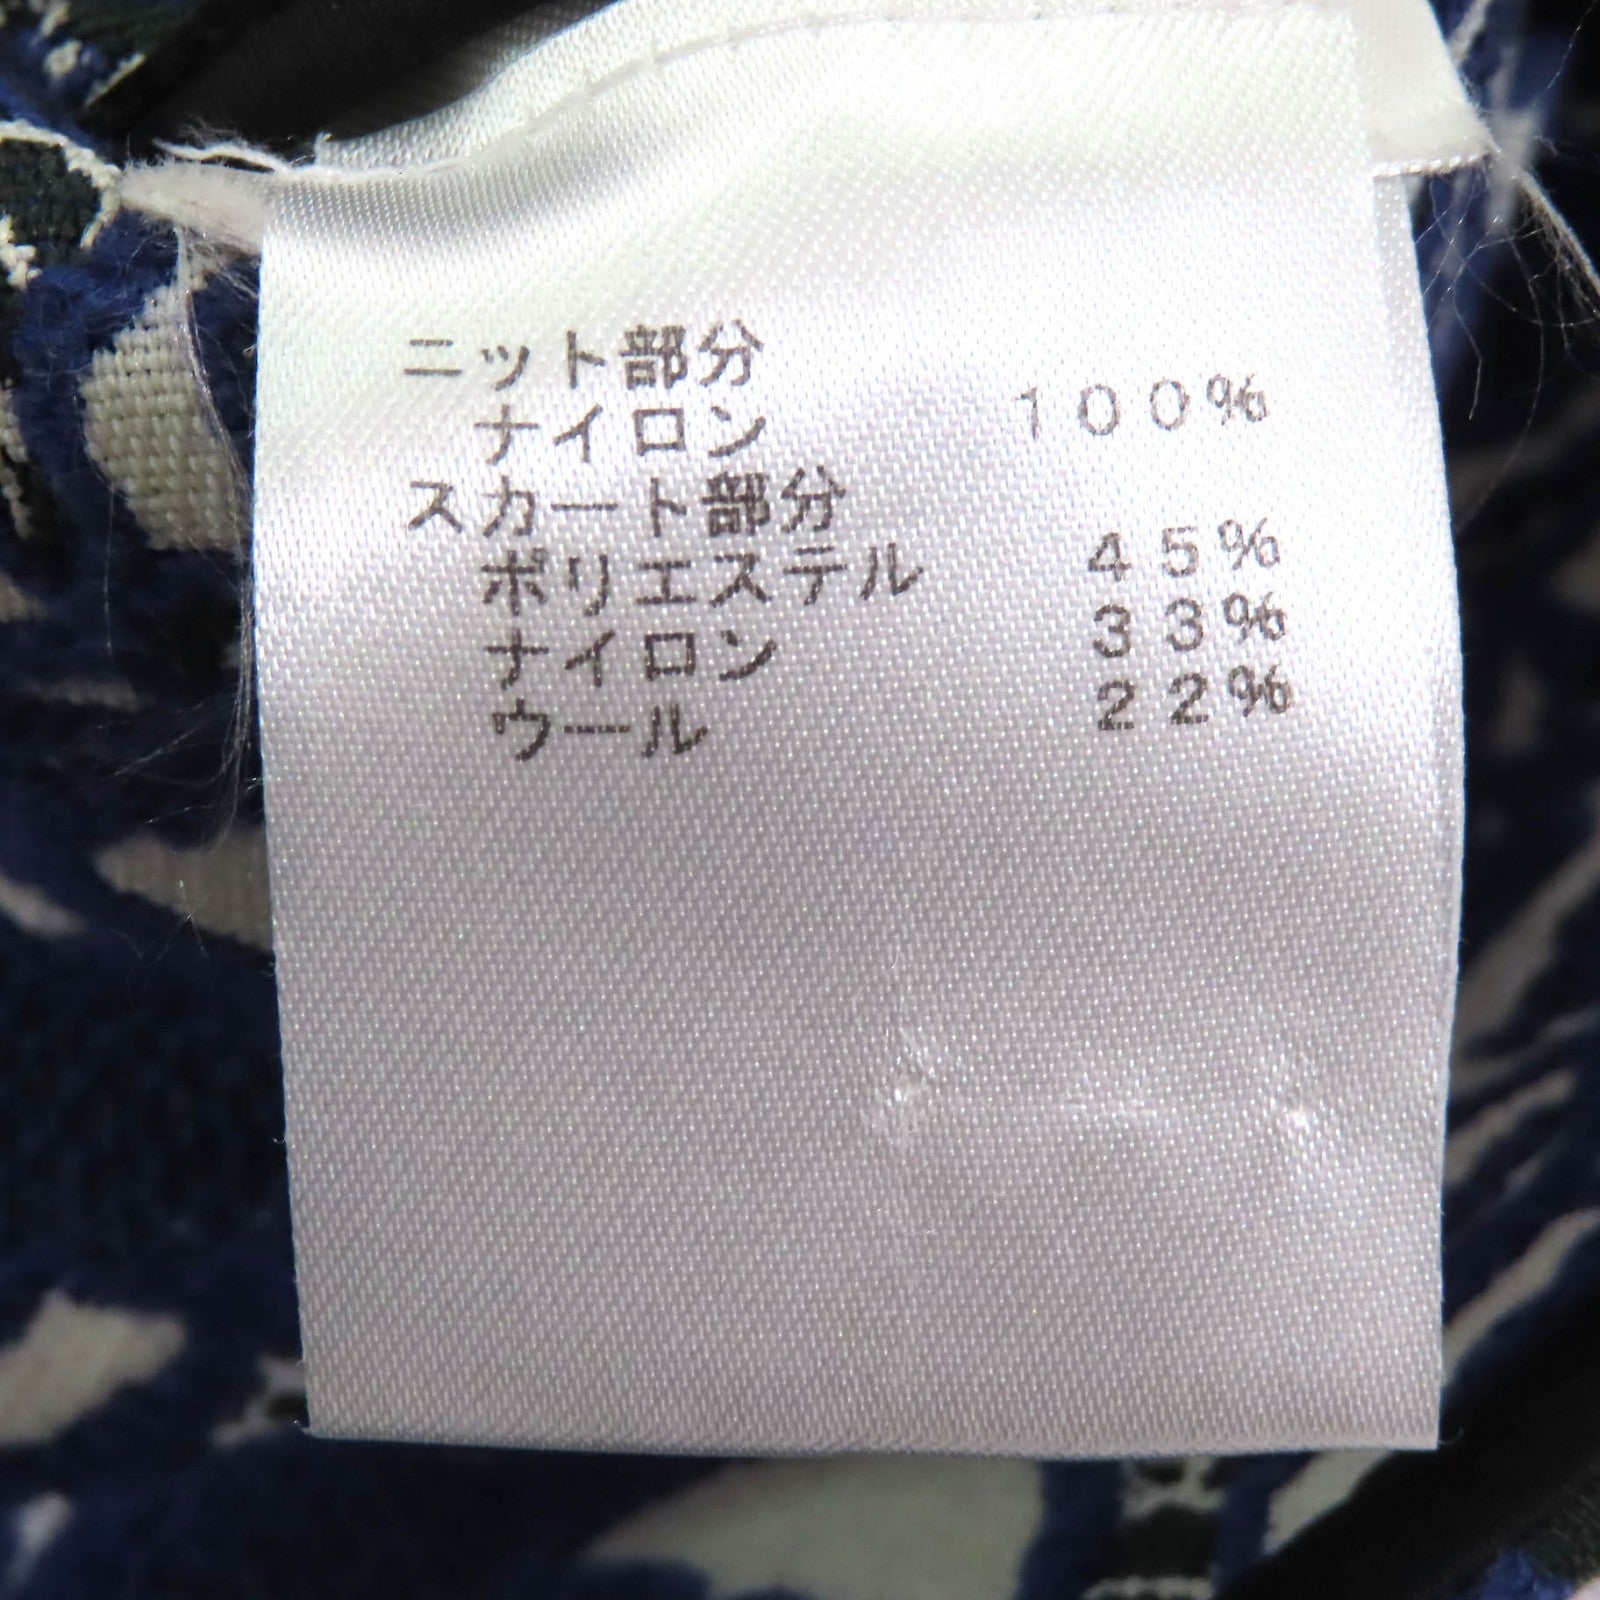 ニット部分
ナイロン 100%
スカート部分
ポリエステル 45%
ナイロン 33%
ウール 22%